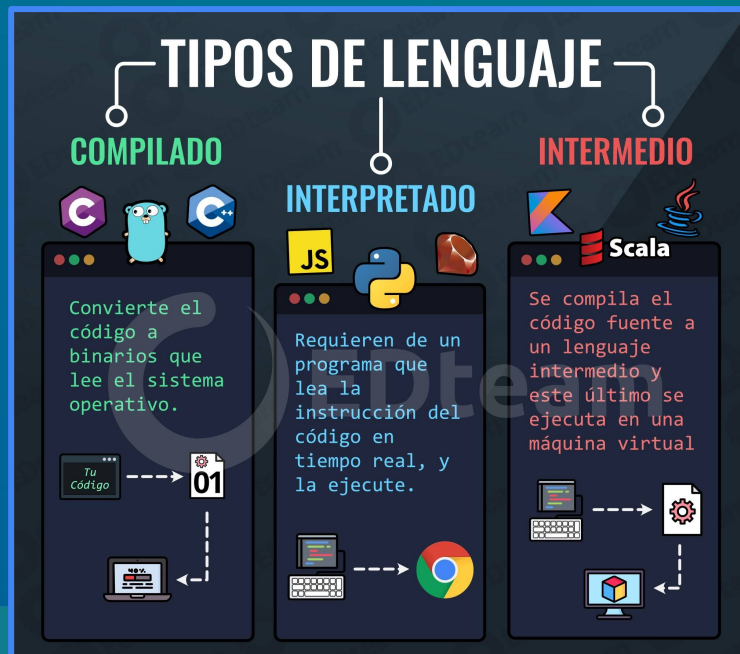 TIPOS DE LENGUAJE
COMPILADO
Convierte el
código a
binarios que
lee el sistema
operativo.
Tu
Código
01
40%
INTERPRETADO
JS
Requieren de un
programa que
lea la
instrucción del
código en
tiempo real, y
la ejecute.
INTERMEDIO
Scala
Se compila el
código fuente a
un lenguaje
intermedio y
este último se
ejecuta en una
máquina virtual
C
C++
EDteam